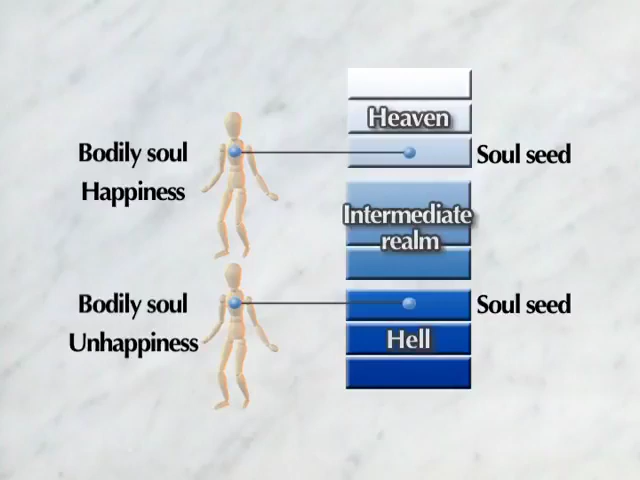 Heaven
Bodily soul
Soul seed
Happiness
Intermediate
realm
Bodily soul
Soul seed
Unhappiness
Hell